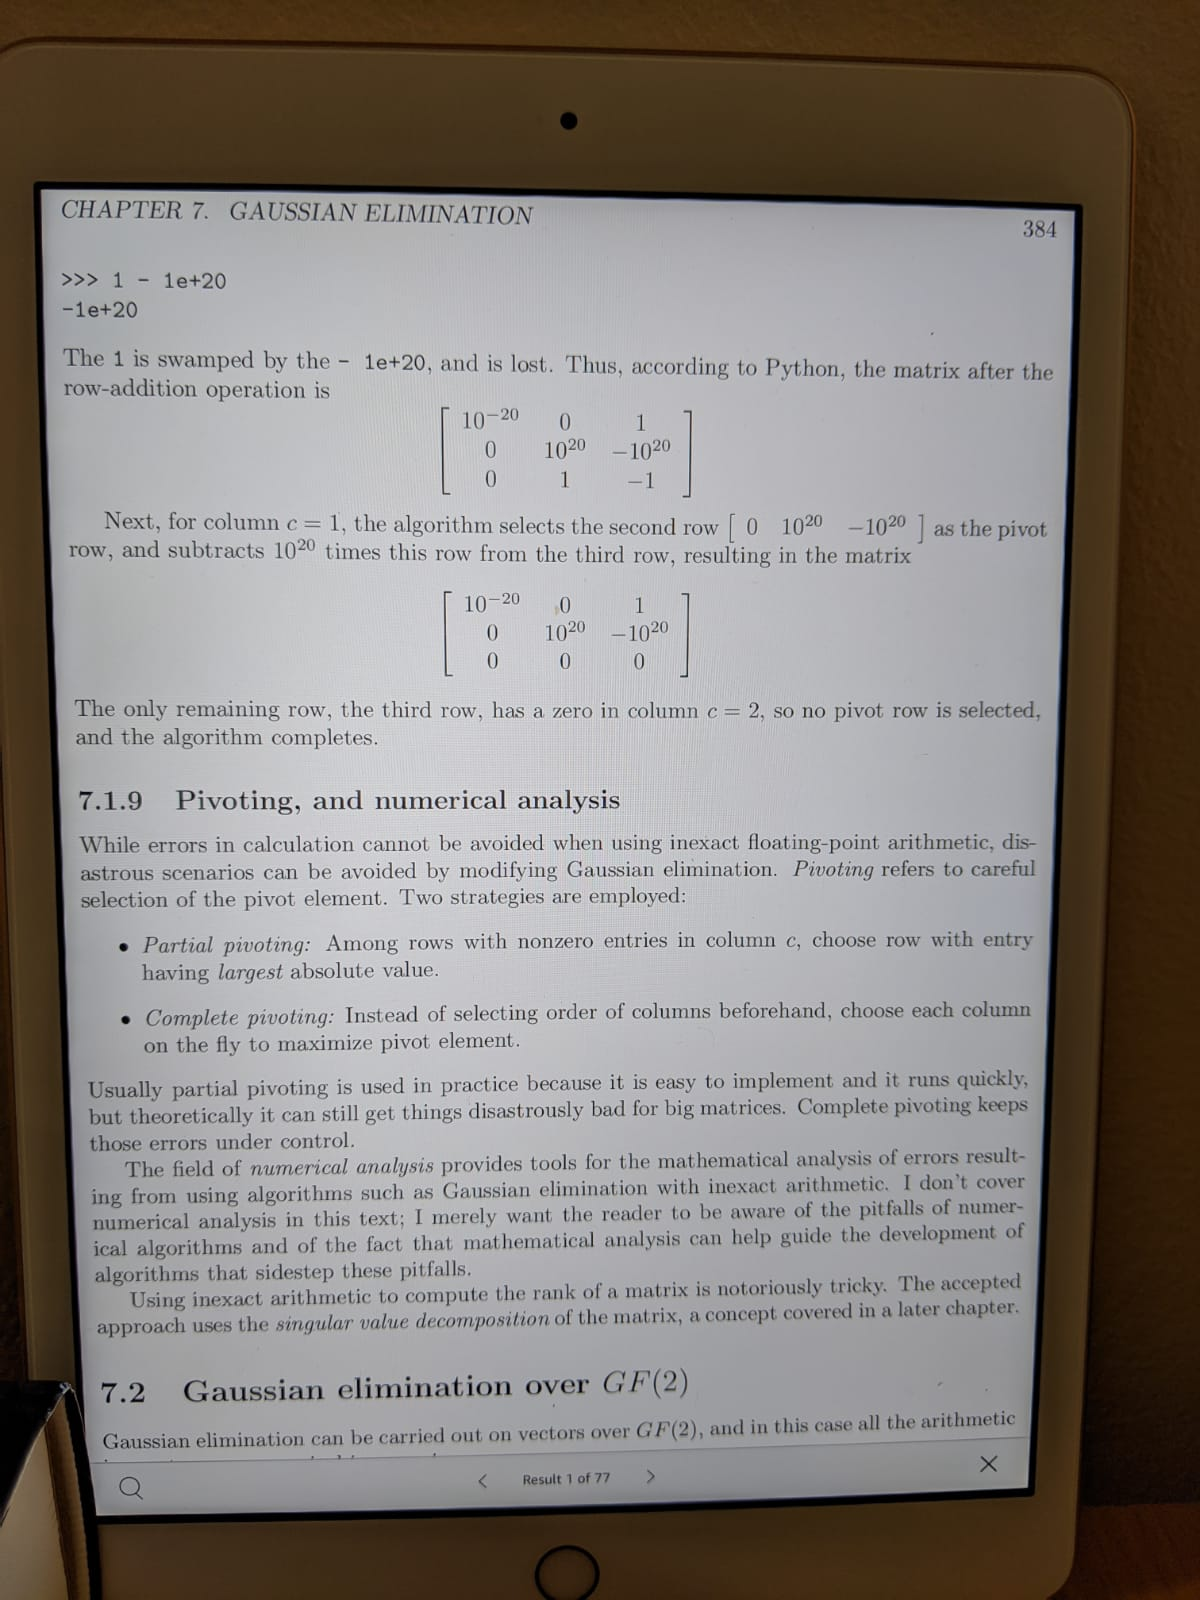 CHAPTER 7. GAUSSIAN ELIMINATION
384
>>> 1 - 1e+20
-1e+20
The 1 is swamped by the - 1e+20, and is lost. Thus, according to Python, the matrix after the
row-addition operation is
10⁻²⁰ 0 1
0 10²⁰ −10²⁰
0 1 −1
Next, for column c = 1, the algorithm selects the second row [ 0 10²⁰ −10²⁰ ] as the pivot
row, and subtracts 10²⁰ times this row from the third row, resulting in the matrix
10⁻²⁰ 0 1
0 10²⁰ −10²⁰
0 0 0
The only remaining row, the third row, has a zero in column c = 2, so no pivot row is selected,
and the algorithm completes.
7.1.9 Pivoting, and numerical analysis
While errors in calculation cannot be avoided when using inexact floating-point arithmetic, dis-
astrous scenarios can be avoided by modifying Gaussian elimination. Pivoting refers to careful
selection of the pivot element. Two strategies are employed:
• Partial pivoting: Among rows with nonzero entries in column c, choose row with entry
having largest absolute value.
• Complete pivoting: Instead of selecting order of columns beforehand, choose each column
on the fly to maximize pivot element.
Usually partial pivoting is used in practice because it is easy to implement and it runs quickly,
but theoretically it can still get things disastrously bad for big matrices. Complete pivoting keeps
those errors under control.
The field of numerical analysis provides tools for the mathematical analysis of errors result-
ing from using algorithms such as Gaussian elimination with inexact arithmetic. I don't cover
numerical analysis in this text; I merely want the reader to be aware of the pitfalls of numer-
ical algorithms and of the fact that mathematical analysis can help guide the development of
algorithms that sidestep these pitfalls.
Using inexact arithmetic to compute the rank of a matrix is notoriously tricky. The accepted
approach uses the singular value decomposition of the matrix, a concept covered in a later chapter.
7.2 Gaussian elimination over GF(2)
Gaussian elimination can be carried out on vectors over GF(2), and in this case all the arithmetic
Result 1 of 77